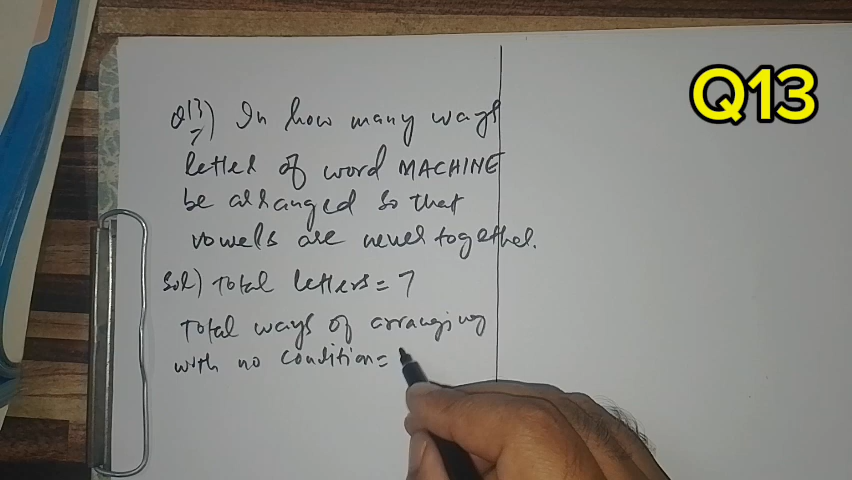 Q13
Q13) In how many ways
letter of word MACHINE
be arranged so that
vowels are never together.
Sol) Total letters = 7
Total ways of arranging
with no condition =